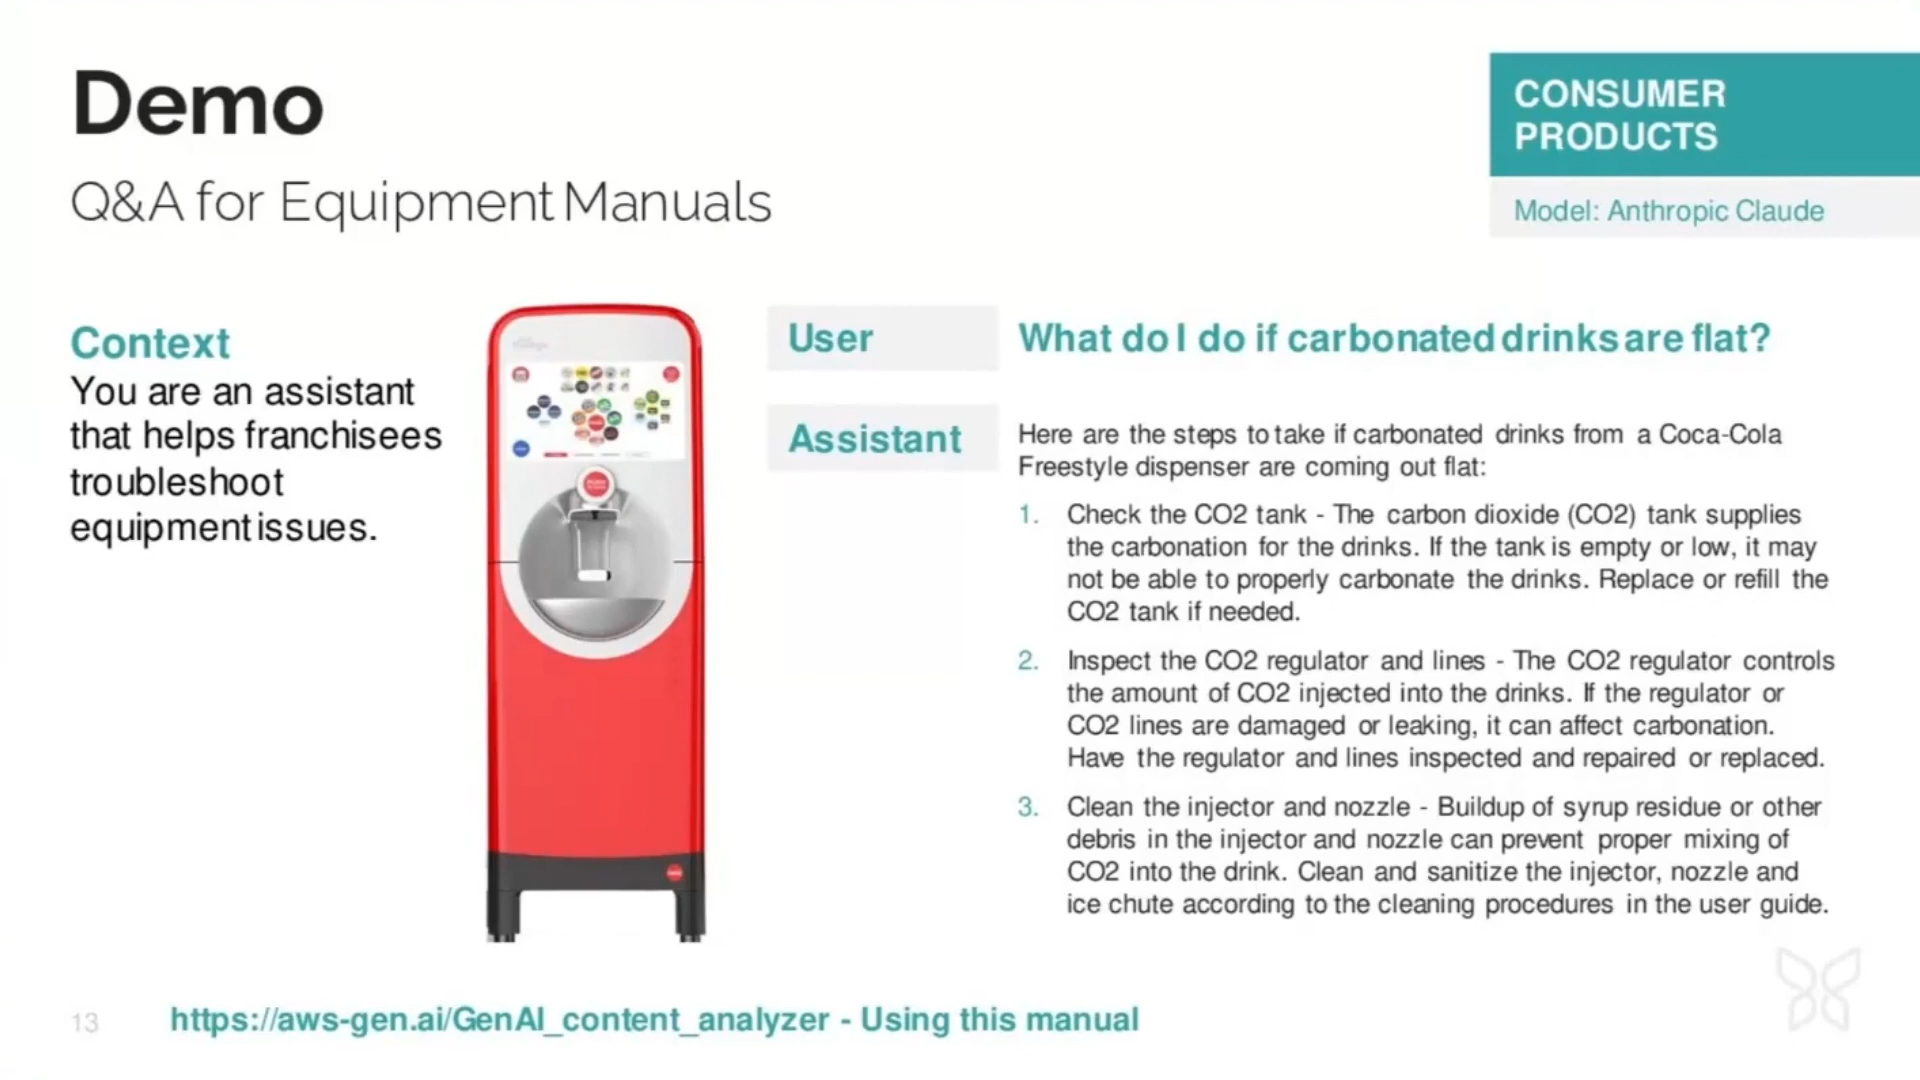 Demo
Q&A for Equipment Manuals
CONSUMER
PRODUCTS
Model: Anthropic Claude
Context
You are an assistant
that helps franchisees
troubleshoot
equipment issues.
User
What do I do if carbonated drinks are flat?
Assistant
Here are the steps to take if carbonated drinks from a Coca-Cola
Freestyle dispenser are coming out flat:
1. Check the CO2 tank - The carbon dioxide (CO2) tank supplies
the carbonation for the drinks. If the tank is empty or low, it may
not be able to properly carbonate the drinks. Replace or refill the
CO2 tank if needed.
2. Inspect the CO2 regulator and lines - The CO2 regulator controls
the amount of CO2 injected into the drinks. If the regulator or
CO2 lines are damaged or leaking, it can affect carbonation.
Have the regulator and lines inspected and repaired or replaced.
3. Clean the injector and nozzle - Buildup of syrup residue or other
debris in the injector and nozzle can prevent proper mixing of
CO2 into the drink. Clean and sanitize the injector, nozzle and
ice chute according to the cleaning procedures in the user guide.
13
https://aws-gen.ai/GenAI_content_analyzer - Using this manual